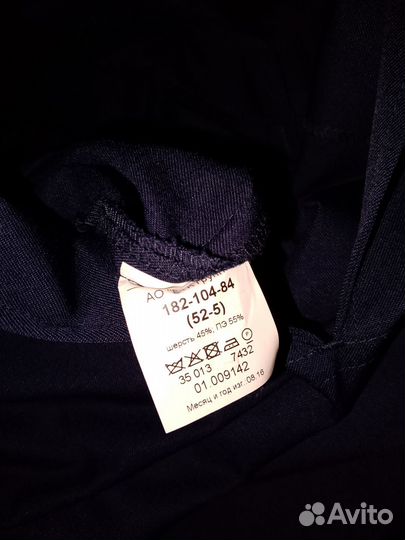 АО
182-104-84
(52-5)
шерсть 45%, ПЭ 55%
P
35 013 7432
01 009142
Месяц и год изг. 08.16
Avito